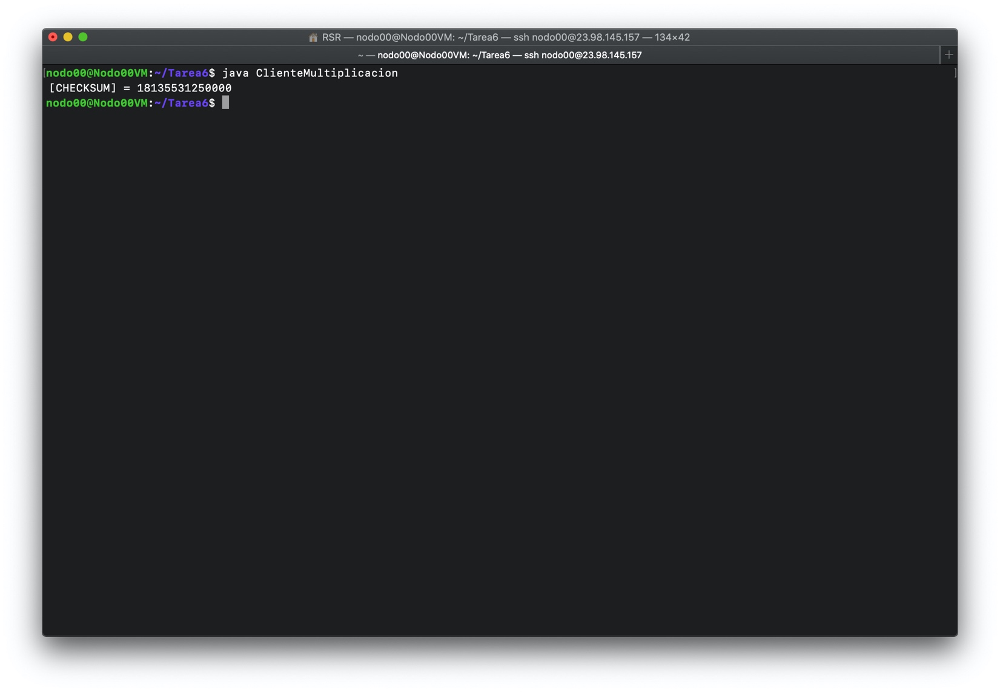 RSR — nodo00@Nodo00VM: ~/Tarea6 — ssh nodo00@23.98.145.157 — 134×42
~ — nodo00@Nodo00VM: ~/Tarea6 — ssh nodo00@23.98.145.157
+
[nodo00@Nodo00VM:~/Tarea6$ java ClienteMultiplicacion ]
[CHECKSUM] = 18135531250000
nodo00@Nodo00VM:~/Tarea6$